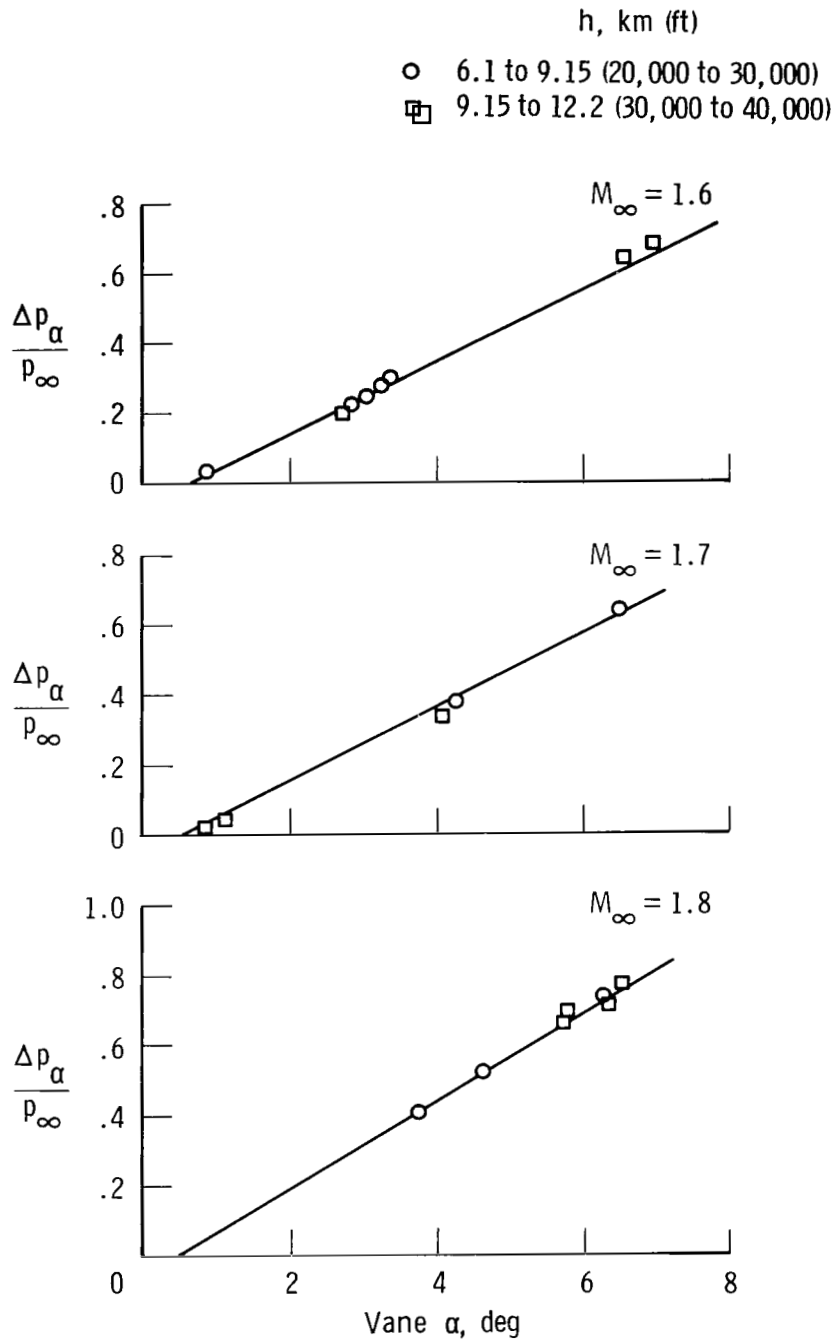 h, km (ft)
6.1 to 9.15 (20,000 to 30,000)
9.15 to 12.2 (30,000 to 40,000)
M∞ = 1.6
.8
.6
Δpα
p∞
.4
.2
0
M∞ = 1.7
.8
.6
Δpα
p∞
.4
.2
0
M∞ = 1.8
1.0
.8
.6
Δpα
p∞
.4
.2
0 2 4 6 8
Vane α, deg